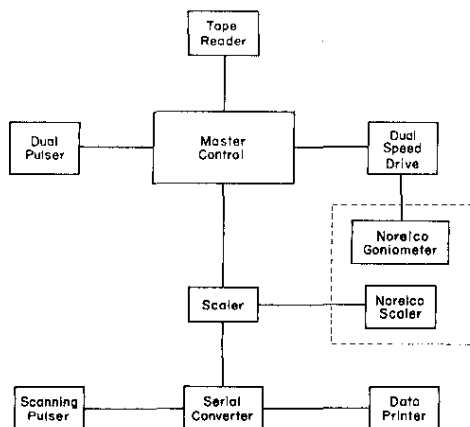 Tape
Reader
Dual
Pulser
Master
Control
Dual
Speed
Drive
Norelco
Goniometer
Scaler
Norelco
Scaler
Scanning
Pulser
Serial
Converter
Data
Printer